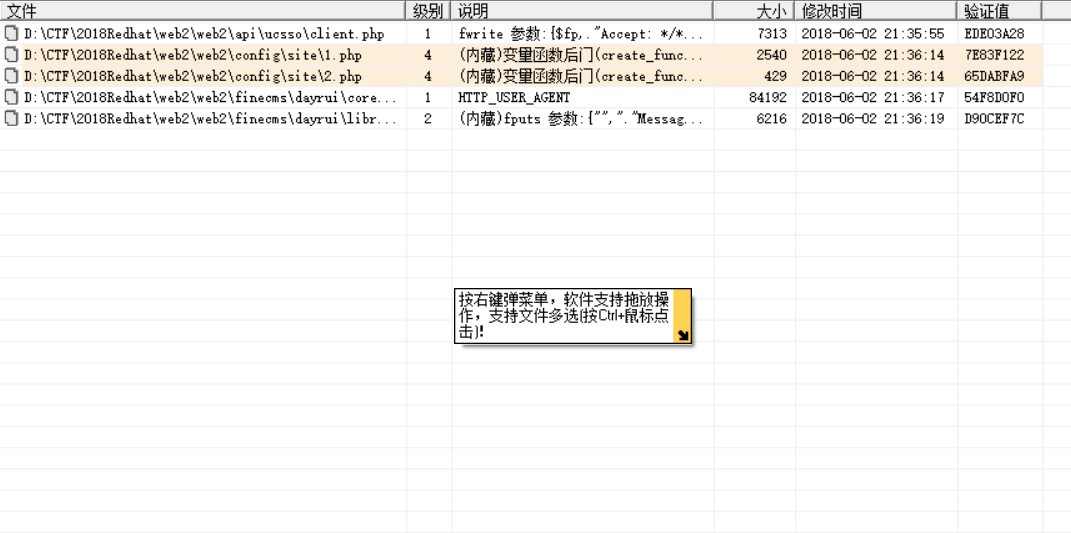 文件 级别 说明 大小 修改时间 验证值
D:\CTF\2018Redhat\web2\web2\api\ucsso\client.php 1 fwrite 参数:{$fp,."Accept: */*... 7313 2018-06-02 21:35:55 EDE03A28
D:\CTF\2018Redhat\web2\web2\config\site\1.php 4 (内藏)变量函数后门(create_func... 2540 2018-06-02 21:36:14 7E83F122
D:\CTF\2018Redhat\web2\web2\config\site\2.php 4 (内藏)变量函数后门(create_func... 429 2018-06-02 21:36:14 65DABFA9
D:\CTF\2018Redhat\web2\web2\finecms\dayrui\core... 1 HTTP_USER_AGENT 84192 2018-06-02 21:36:17 54F8D0F0
D:\CTF\2018Redhat\web2\web2\finecms\dayrui\libr... 2 (内藏)fputs 参数:{"",."Messag... 6216 2018-06-02 21:36:19 D90CEF7C
按右键弹菜单，软件支持拖放操
作，支持文件多选(按Ctrl+鼠标点
击)!